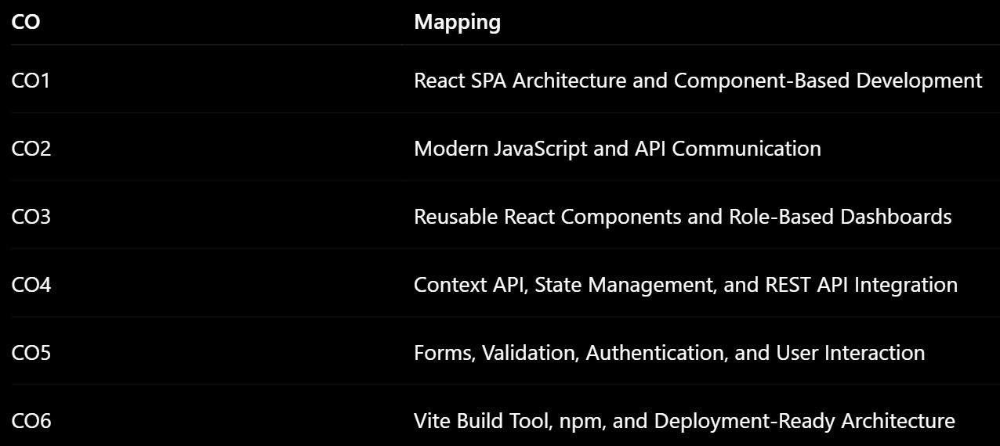 CO Mapping
CO1 React SPA Architecture and Component-Based Development
CO2 Modern JavaScript and API Communication
CO3 Reusable React Components and Role-Based Dashboards
CO4 Context API, State Management, and REST API Integration
CO5 Forms, Validation, Authentication, and User Interaction
CO6 Vite Build Tool, npm, and Deployment-Ready Architecture